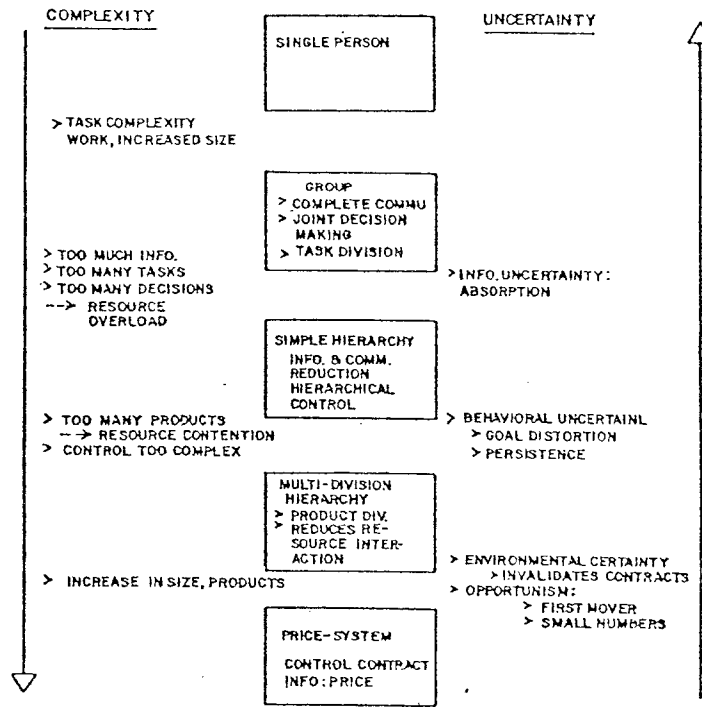 COMPLEXITY
UNCERTAINTY
SINGLE PERSON
> TASK COMPLEXITY
WORK, INCREASED SIZE
GROUP
> COMPLETE COMMU
> JOINT DECISION
MAKING
> TASK DIVISION
> TOO MUCH INFO.
> TOO MANY TASKS
> TOO MANY DECISIONS
--> RESOURCE
OVERLOAD
> INFO. UNCERTAINTY:
ABSORPTION
SIMPLE HIERARCHY
INFO. & COMM.
REDUCTION
HIERARCHICAL
CONTROL
> TOO MANY PRODUCTS
--> RESOURCE CONTENTION
> CONTROL TOO COMPLEX
> BEHAVIORAL UNCERTAINL
> GOAL DISTORTION
> PERSISTENCE
MULTI-DIVISION
HIERARCHY
> PRODUCT DIV.
> REDUCES RE-
SOURCE INTER-
ACTION
> ENVIRONMENTAL CERTAINTY
> INVALIDATES CONTRACTS
> OPPORTUNISM:
> FIRST MOVER
> SMALL NUMBERS
> INCREASE IN SIZE, PRODUCTS
PRICE-SYSTEM
CONTROL CONTRACT
INFO: PRICE